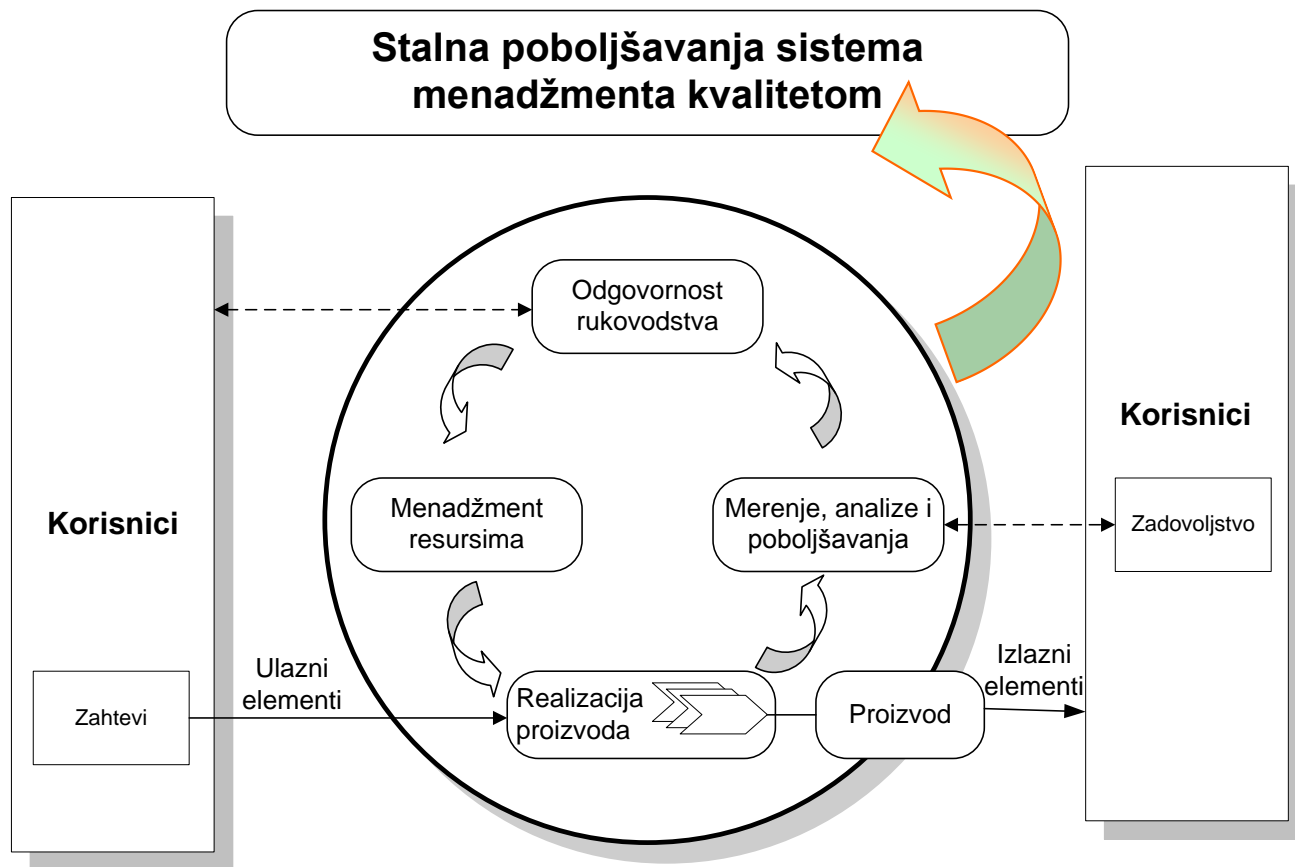 Stalna poboljšavanja sistema
menadžmenta kvalitetom
Odgovornost
rukovodstva
Korisnici
Menadžment
resursima
Merenje, analize i
poboljšavanja
Korisnici
Zadovoljstvo
Zahtevi
Ulazni
elementi
Realizacija
proizvoda
Proizvod
Izlazni
elementi